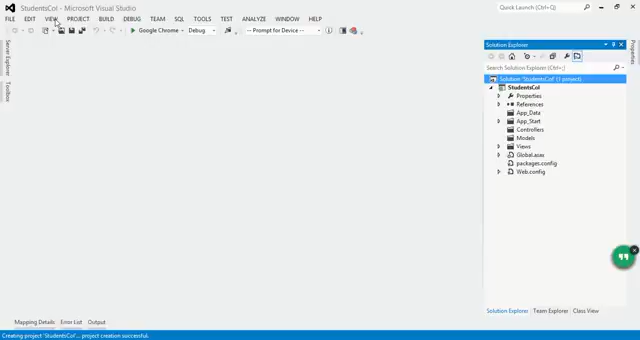 StudentsCol - Microsoft Visual Studio
Quick Launch (Ctrl+Q)
FILE EDIT VIEW PROJECT BUILD DEBUG TEAM SQL TOOLS TEST ANALYZE WINDOW HELP
Google Chrome Debug -- Prompt for Device --
Server Explorer
Toolbox
Solution Explorer
Search Solution Explorer (Ctrl+;)
Solution 'StudentsCol' (1 project)
StudentsCol
Properties
References
App_Data
App_Start
Controllers
Models
Views
Global.asax
packages.config
Web.config
Properties
Solution Explorer Team Explorer Class View
Mapping Details Error List Output
Creating project 'StudentsCol'... project creation successful.